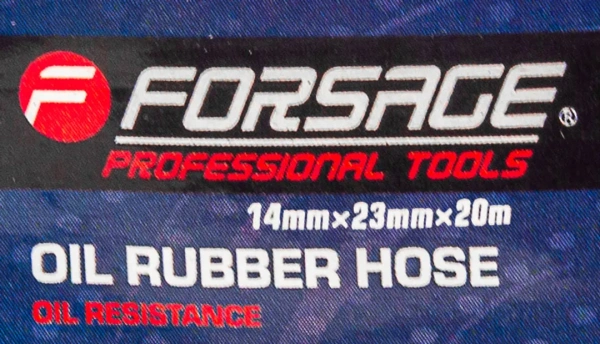 F FORSAGE®
PROFESSIONAL TOOLS
14mm×23mm×20m
OIL RUBBER HOSE
OIL RESISTANCE